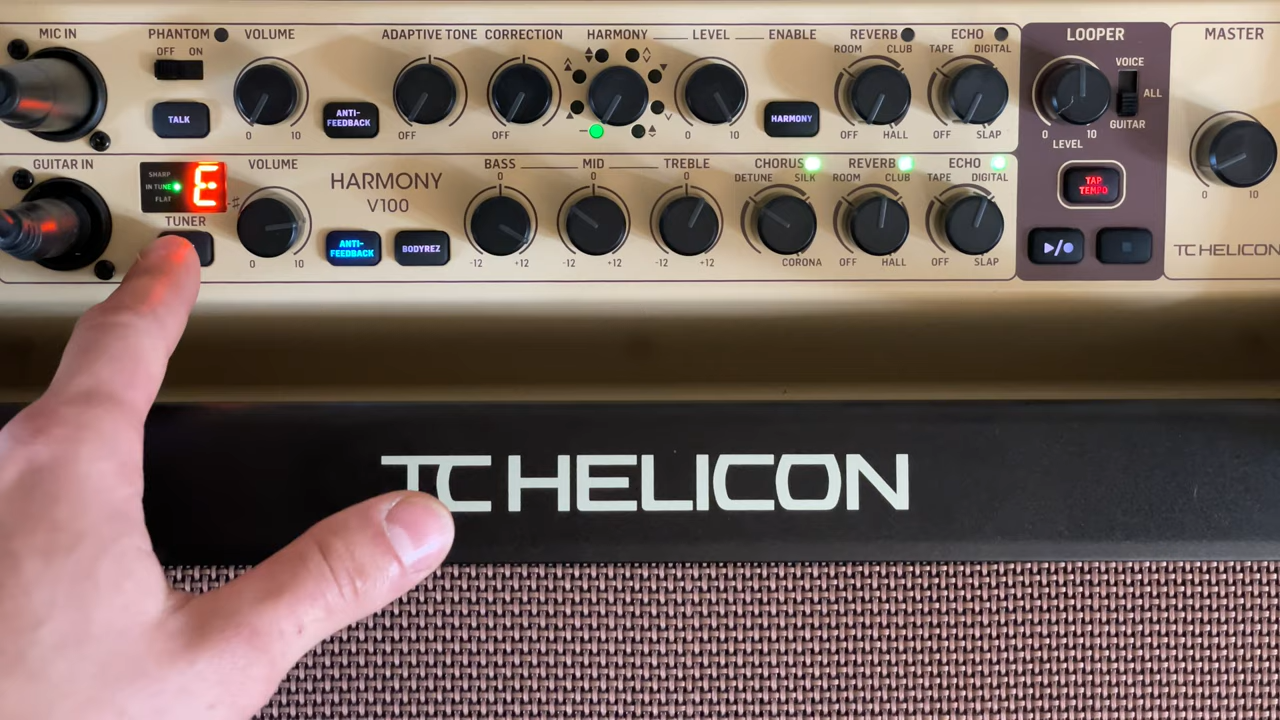 MIC IN
PHANTOM
OFF ON
TALK
VOLUME
0 10
ANTI-
FEEDBACK
ADAPTIVE TONE
OFF
CORRECTION
OFF
HARMONY
LEVEL
0 10
ENABLE
HARMONY
REVERB
ROOM CLUB
OFF HALL
ECHO
TAPE DIGITAL
OFF SLAP
LOOPER
VOICE
ALL
GUITAR
0 10
LEVEL
TAP
TEMPO
MASTER
0 10
TC HELICON
GUITAR IN
SHARP
IN TUNE
FLAT
E
TUNER
VOLUME
0 10
HARMONY
V100
ANTI-
FEEDBACK
BODYREZ
BASS
0
-12 +12
MID
0
-12 +12
TREBLE
0
-12 +12
CHORUS
DETUNE SILK
CORONA
REVERB
ROOM CLUB
OFF HALL
ECHO
TAPE DIGITAL
OFF SLAP
TC HELICON